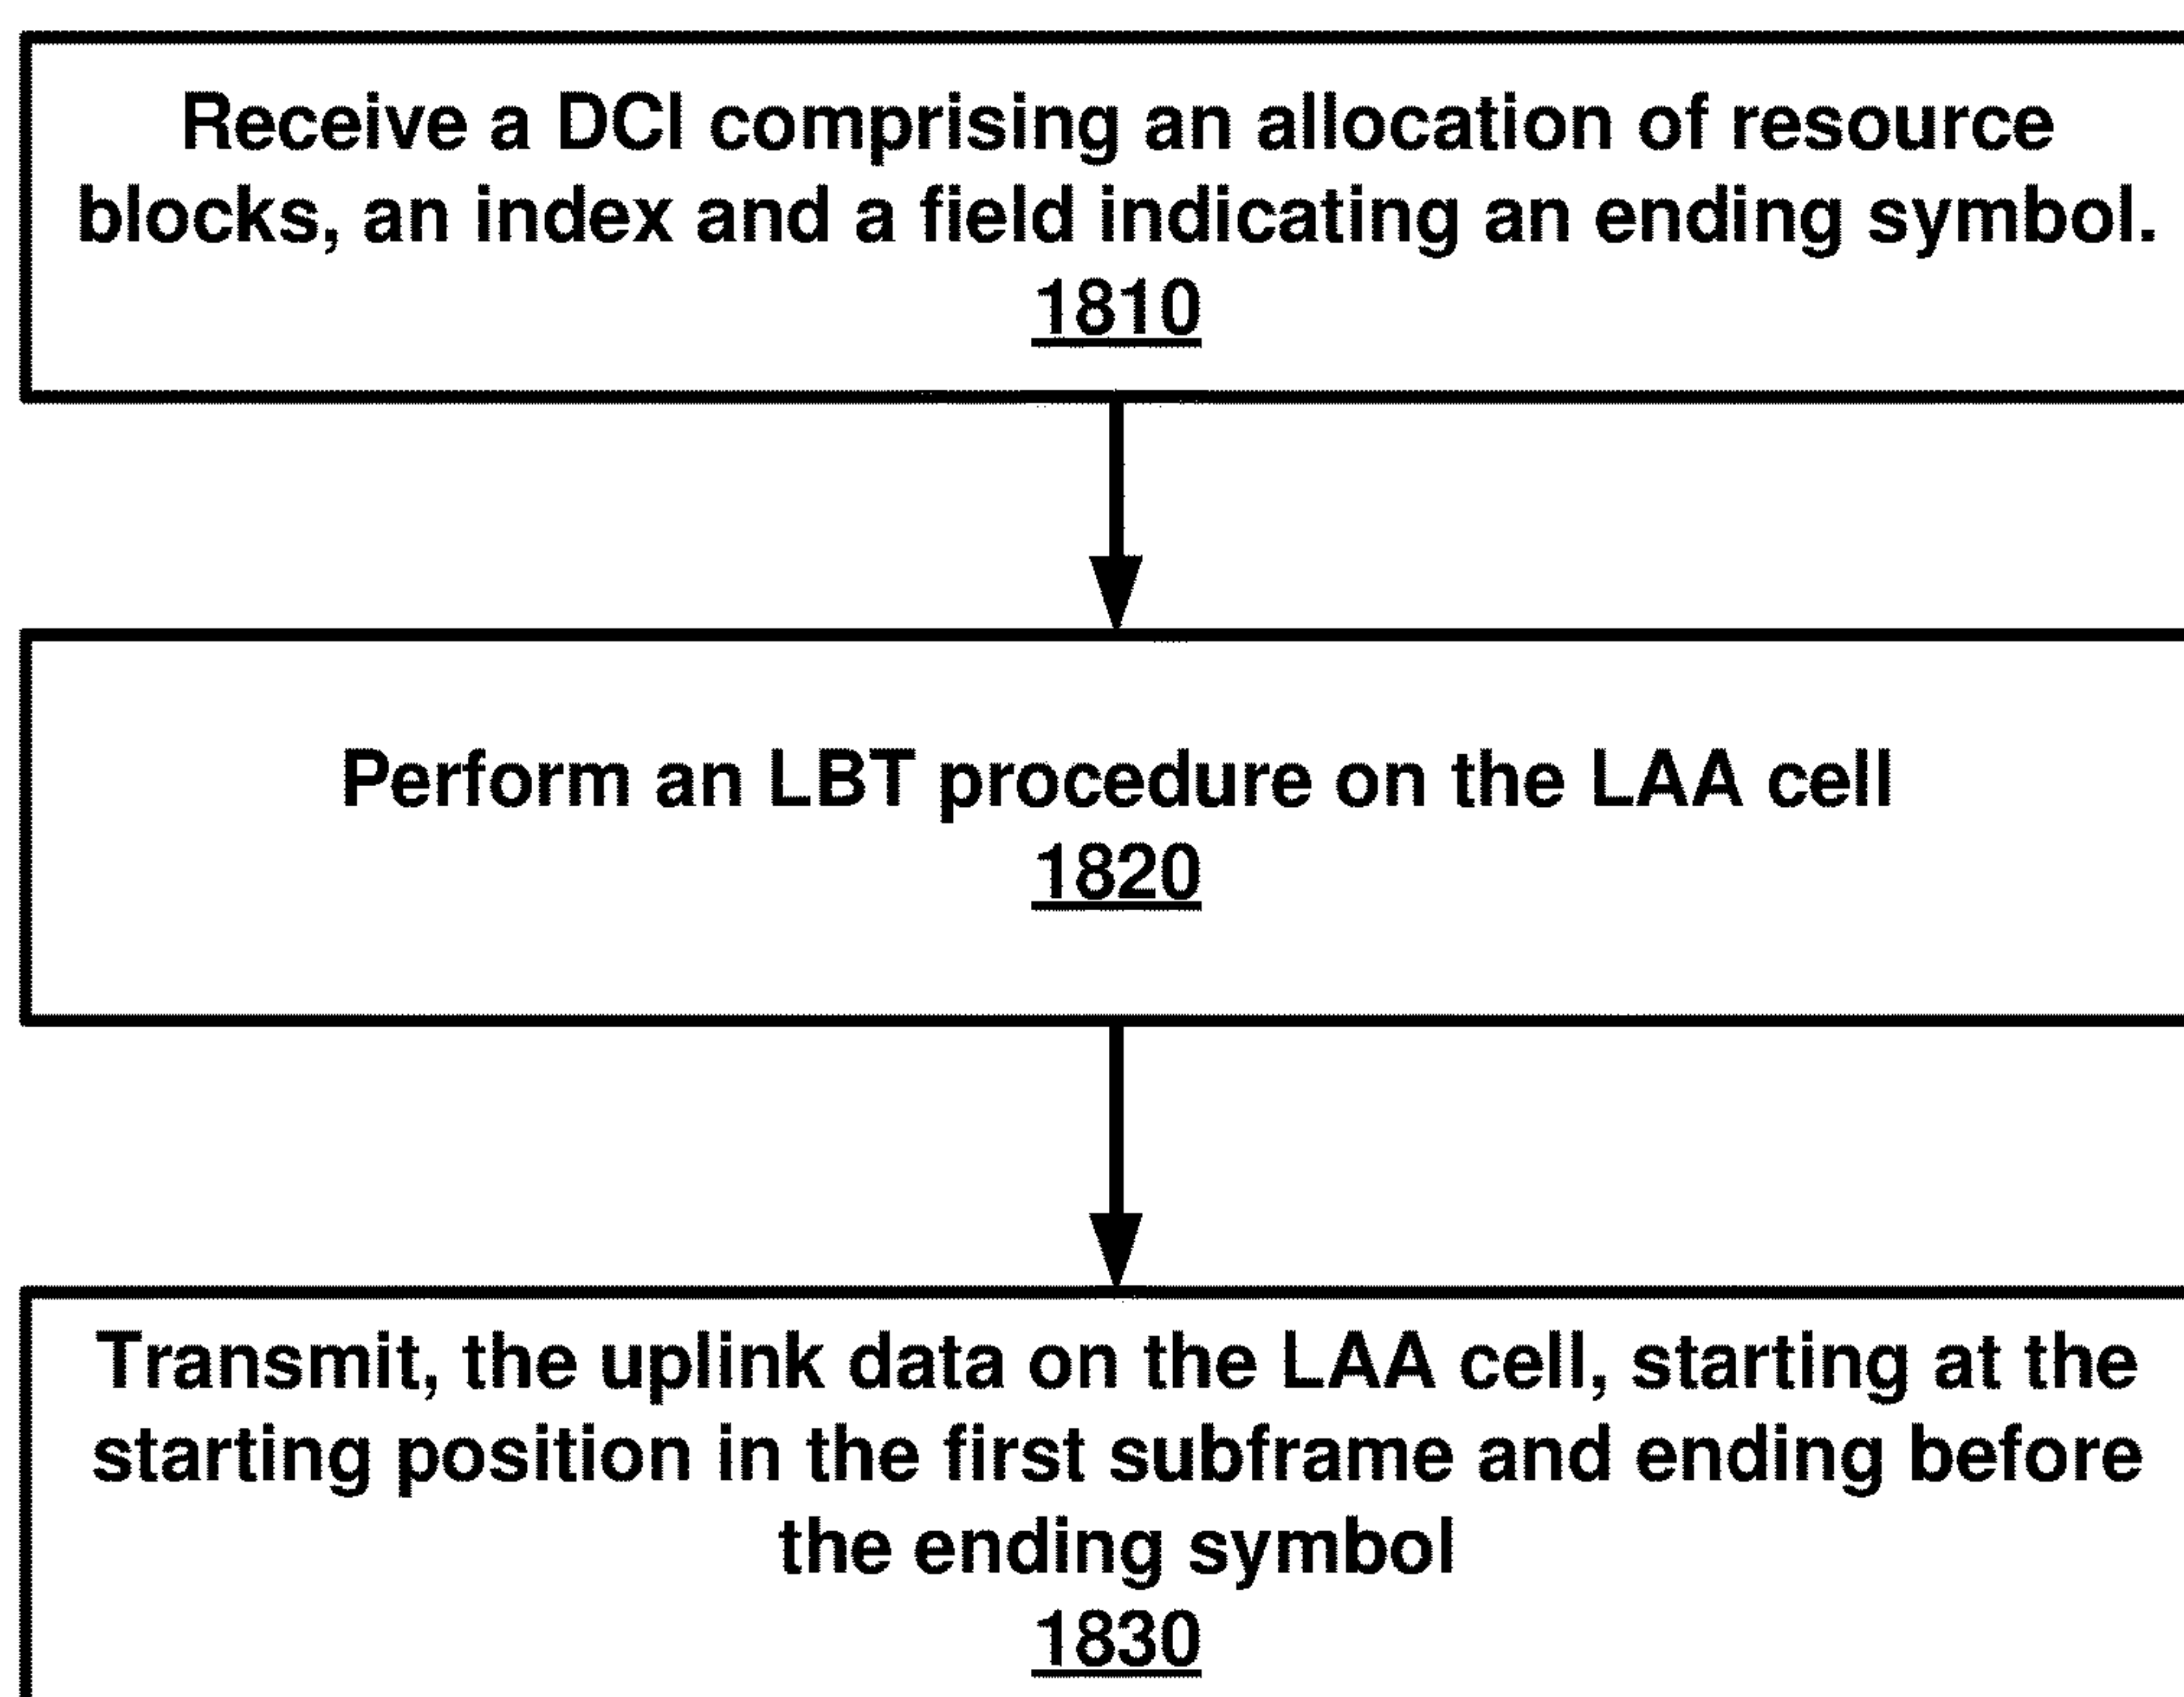 Receive a DCI comprising an allocation of resource
blocks, an index and a field indicating an ending symbol.
1810
Perform an LBT procedure on the LAA cell
1820
Transmit, the uplink data on the LAA cell, starting at the
starting position in the first subframe and ending before
the ending symbol
1830